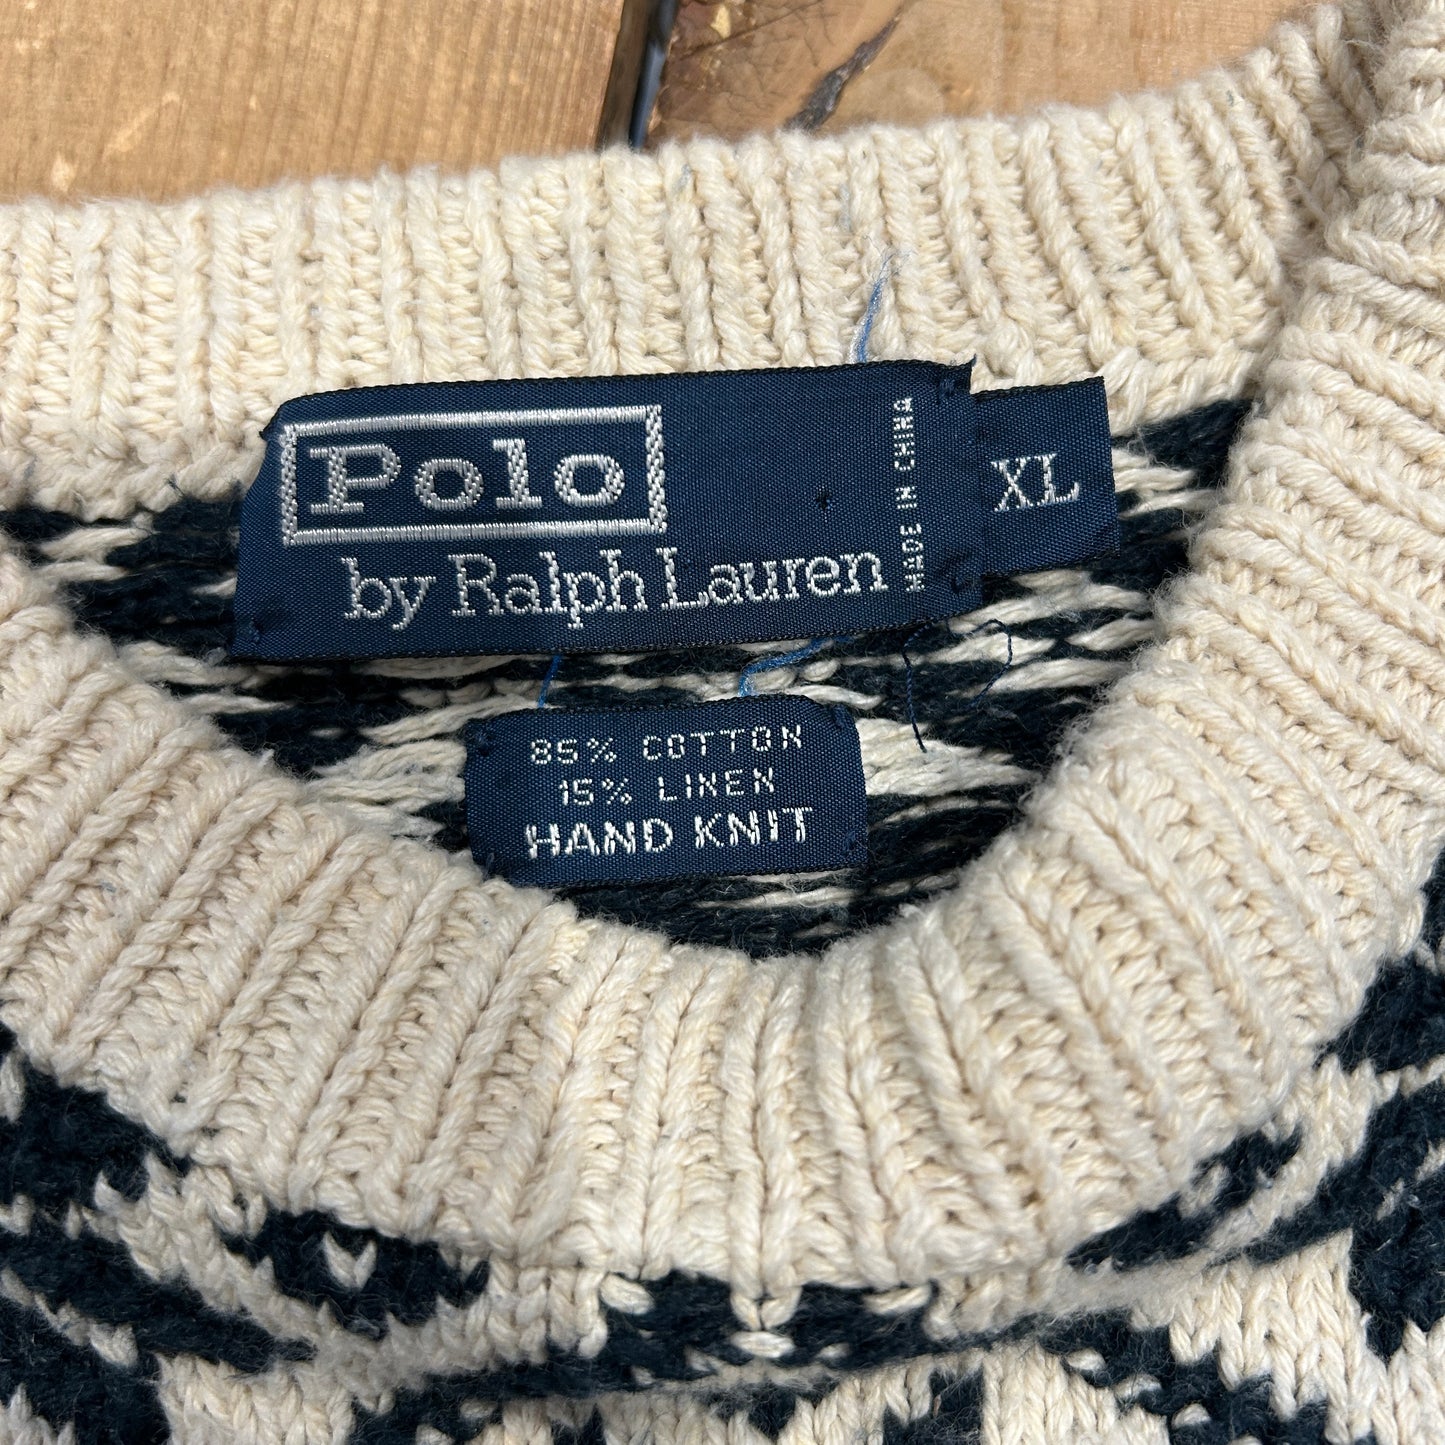 Polo
by Ralph Lauren
MADE IN CHINA
XL
85% COTTON
15% LINEN
HAND KNIT